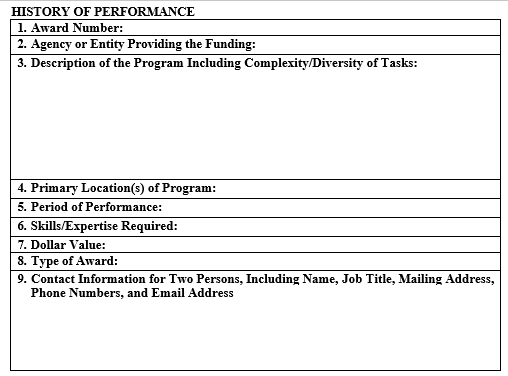 HISTORY OF PERFORMANCE
1. Award Number:
2. Agency or Entity Providing the Funding:
3. Description of the Program Including Complexity/Diversity of Tasks:
4. Primary Location(s) of Program:
5. Period of Performance:
6. Skills/Expertise Required:
7. Dollar Value:
8. Type of Award:
9. Contact Information for Two Persons, Including Name, Job Title, Mailing Address,
Phone Numbers, and Email Address